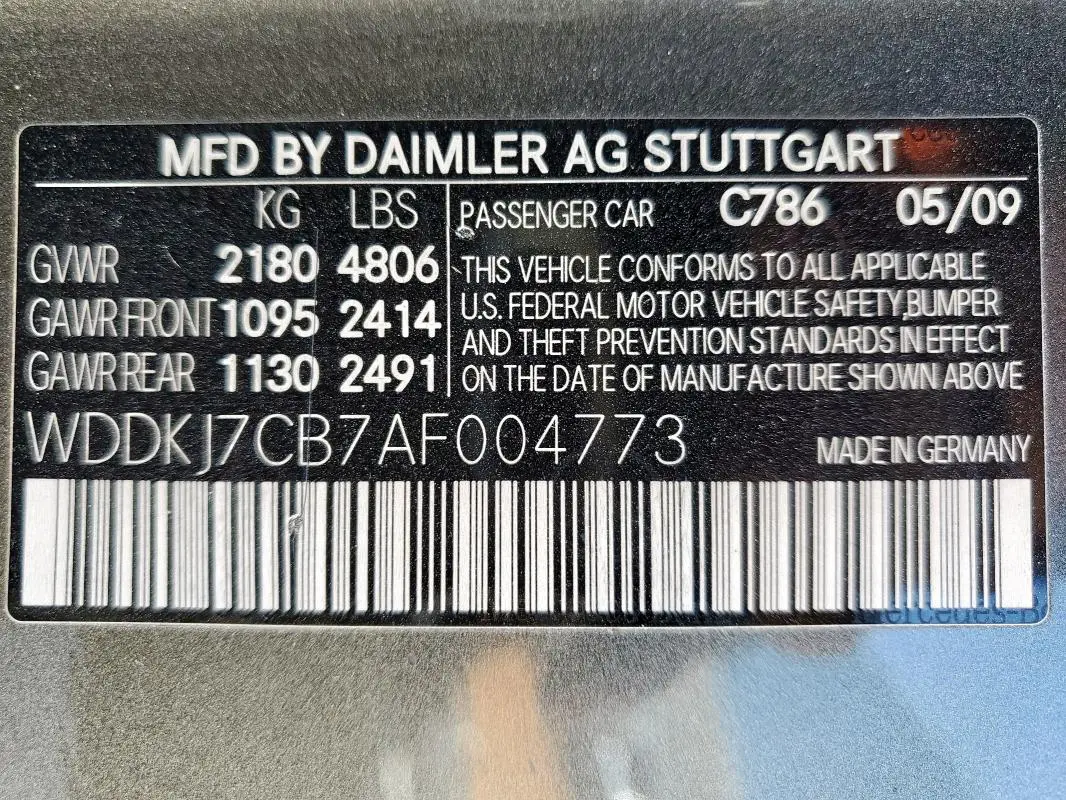 MFD BY DAIMLER AG STUTTGART
KG LBS
GVWR 2180 4806
GAWR FRONT 1095 2414
GAWR REAR 1130 2491
PASSENGER CAR C786 05/09
THIS VEHICLE CONFORMS TO ALL APPLICABLE
U.S. FEDERAL MOTOR VEHICLE SAFETY, BUMPER
AND THEFT PREVENTION STANDARDS IN EFFECT
ON THE DATE OF MANUFACTURE SHOWN ABOVE
WDDKJ7CB7AF004773
MADE IN GERMANY
Mercedes-B